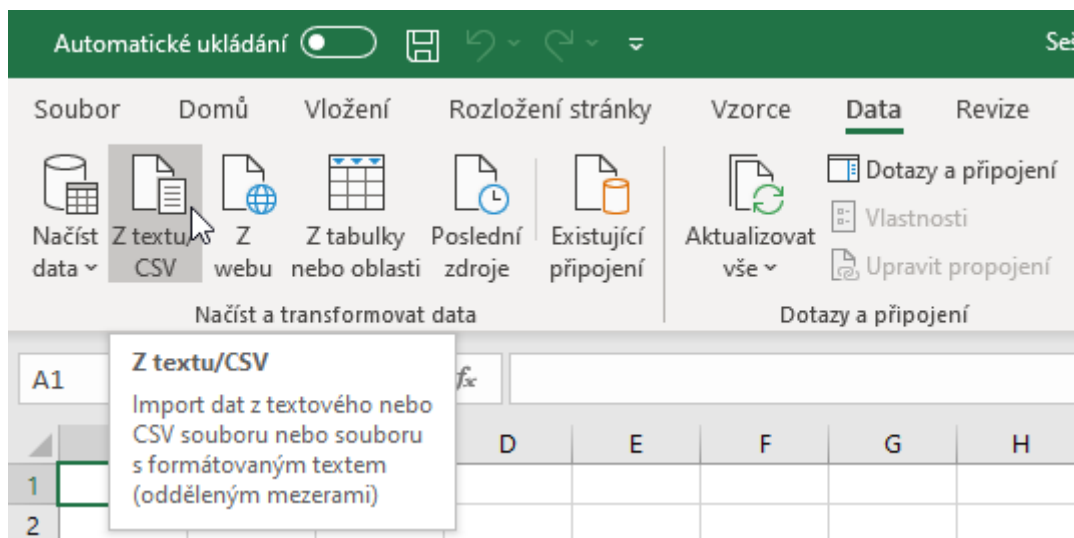 Automatické ukládání
Soubor Domů Vložení Rozložení stránky Vzorce Data Revize
Načíst data
Z textu/CSV
Z webu
Z tabulky nebo oblasti
Poslední zdroje
Existující připojení
Aktualizovat vše
Dotazy a připojení
Vlastnosti
Upravit propojení
Načíst a transformovat data
Dotazy a připojení
A1
fx
Z textu/CSV
Import dat z textového nebo
CSV souboru nebo souboru
s formátovaným textem
(odděleným mezerami)
D E F G H
1
2